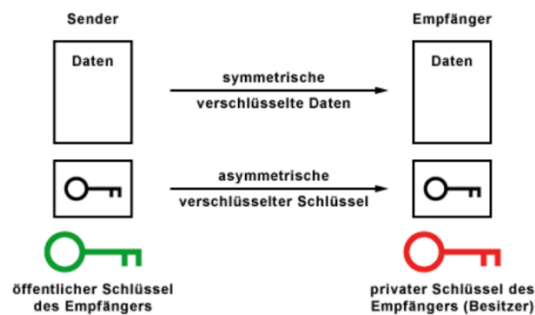 Sender
Empfänger
Daten
Daten
symmetrische
verschlüsselte Daten
asymmetrische
verschlüsselter Schlüssel
öffentlicher Schlüssel
des Empfängers
privater Schlüssel des
Empfängers (Besitzer)